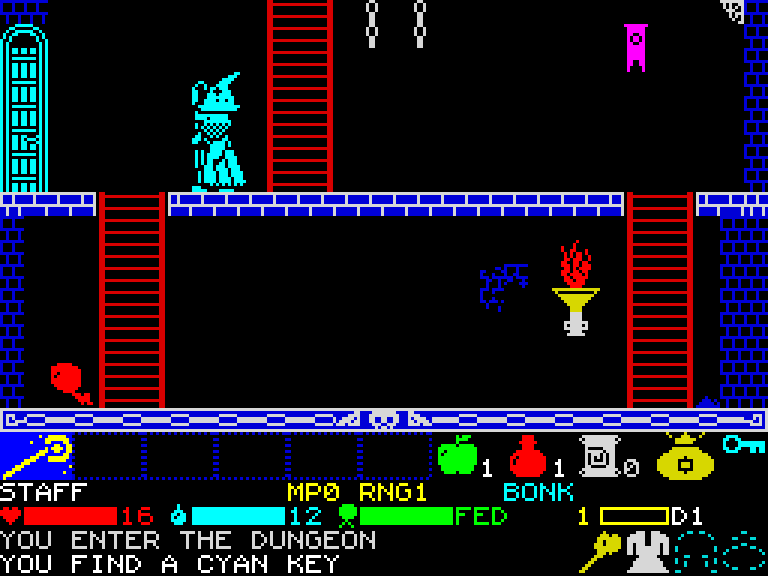 1 1 0
STAFF MP0 RNG1 BONK
16 12 FED 1 D1
YOU ENTER THE DUNGEON
YOU FIND A CYAN KEY